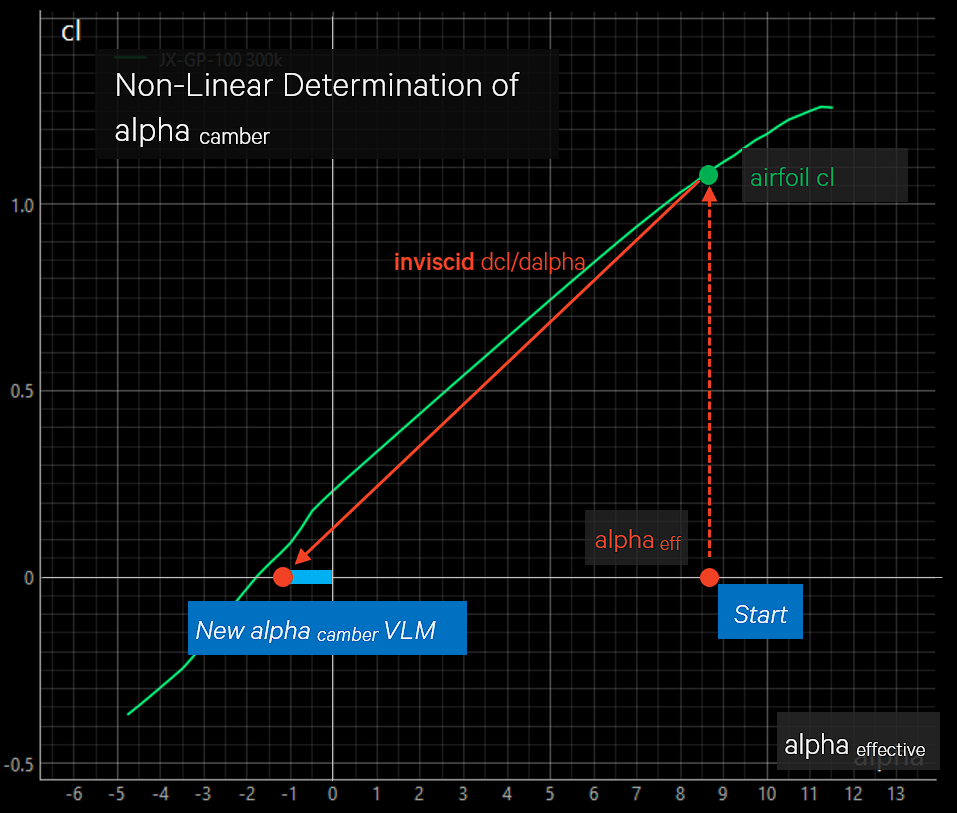 cl
JX-GP-100 300k
Non-Linear Determination of
alpha camber
airfoil cl
1.0
inviscid dcl/dalpha
0.5
alpha eff
0
Start
New alpha camber VLM
alpha effective
alpha
-0.5
-6 -5 -4 -3 -2 -1 0 1 2 3 4 5 6 7 8 9 10 11 12 13